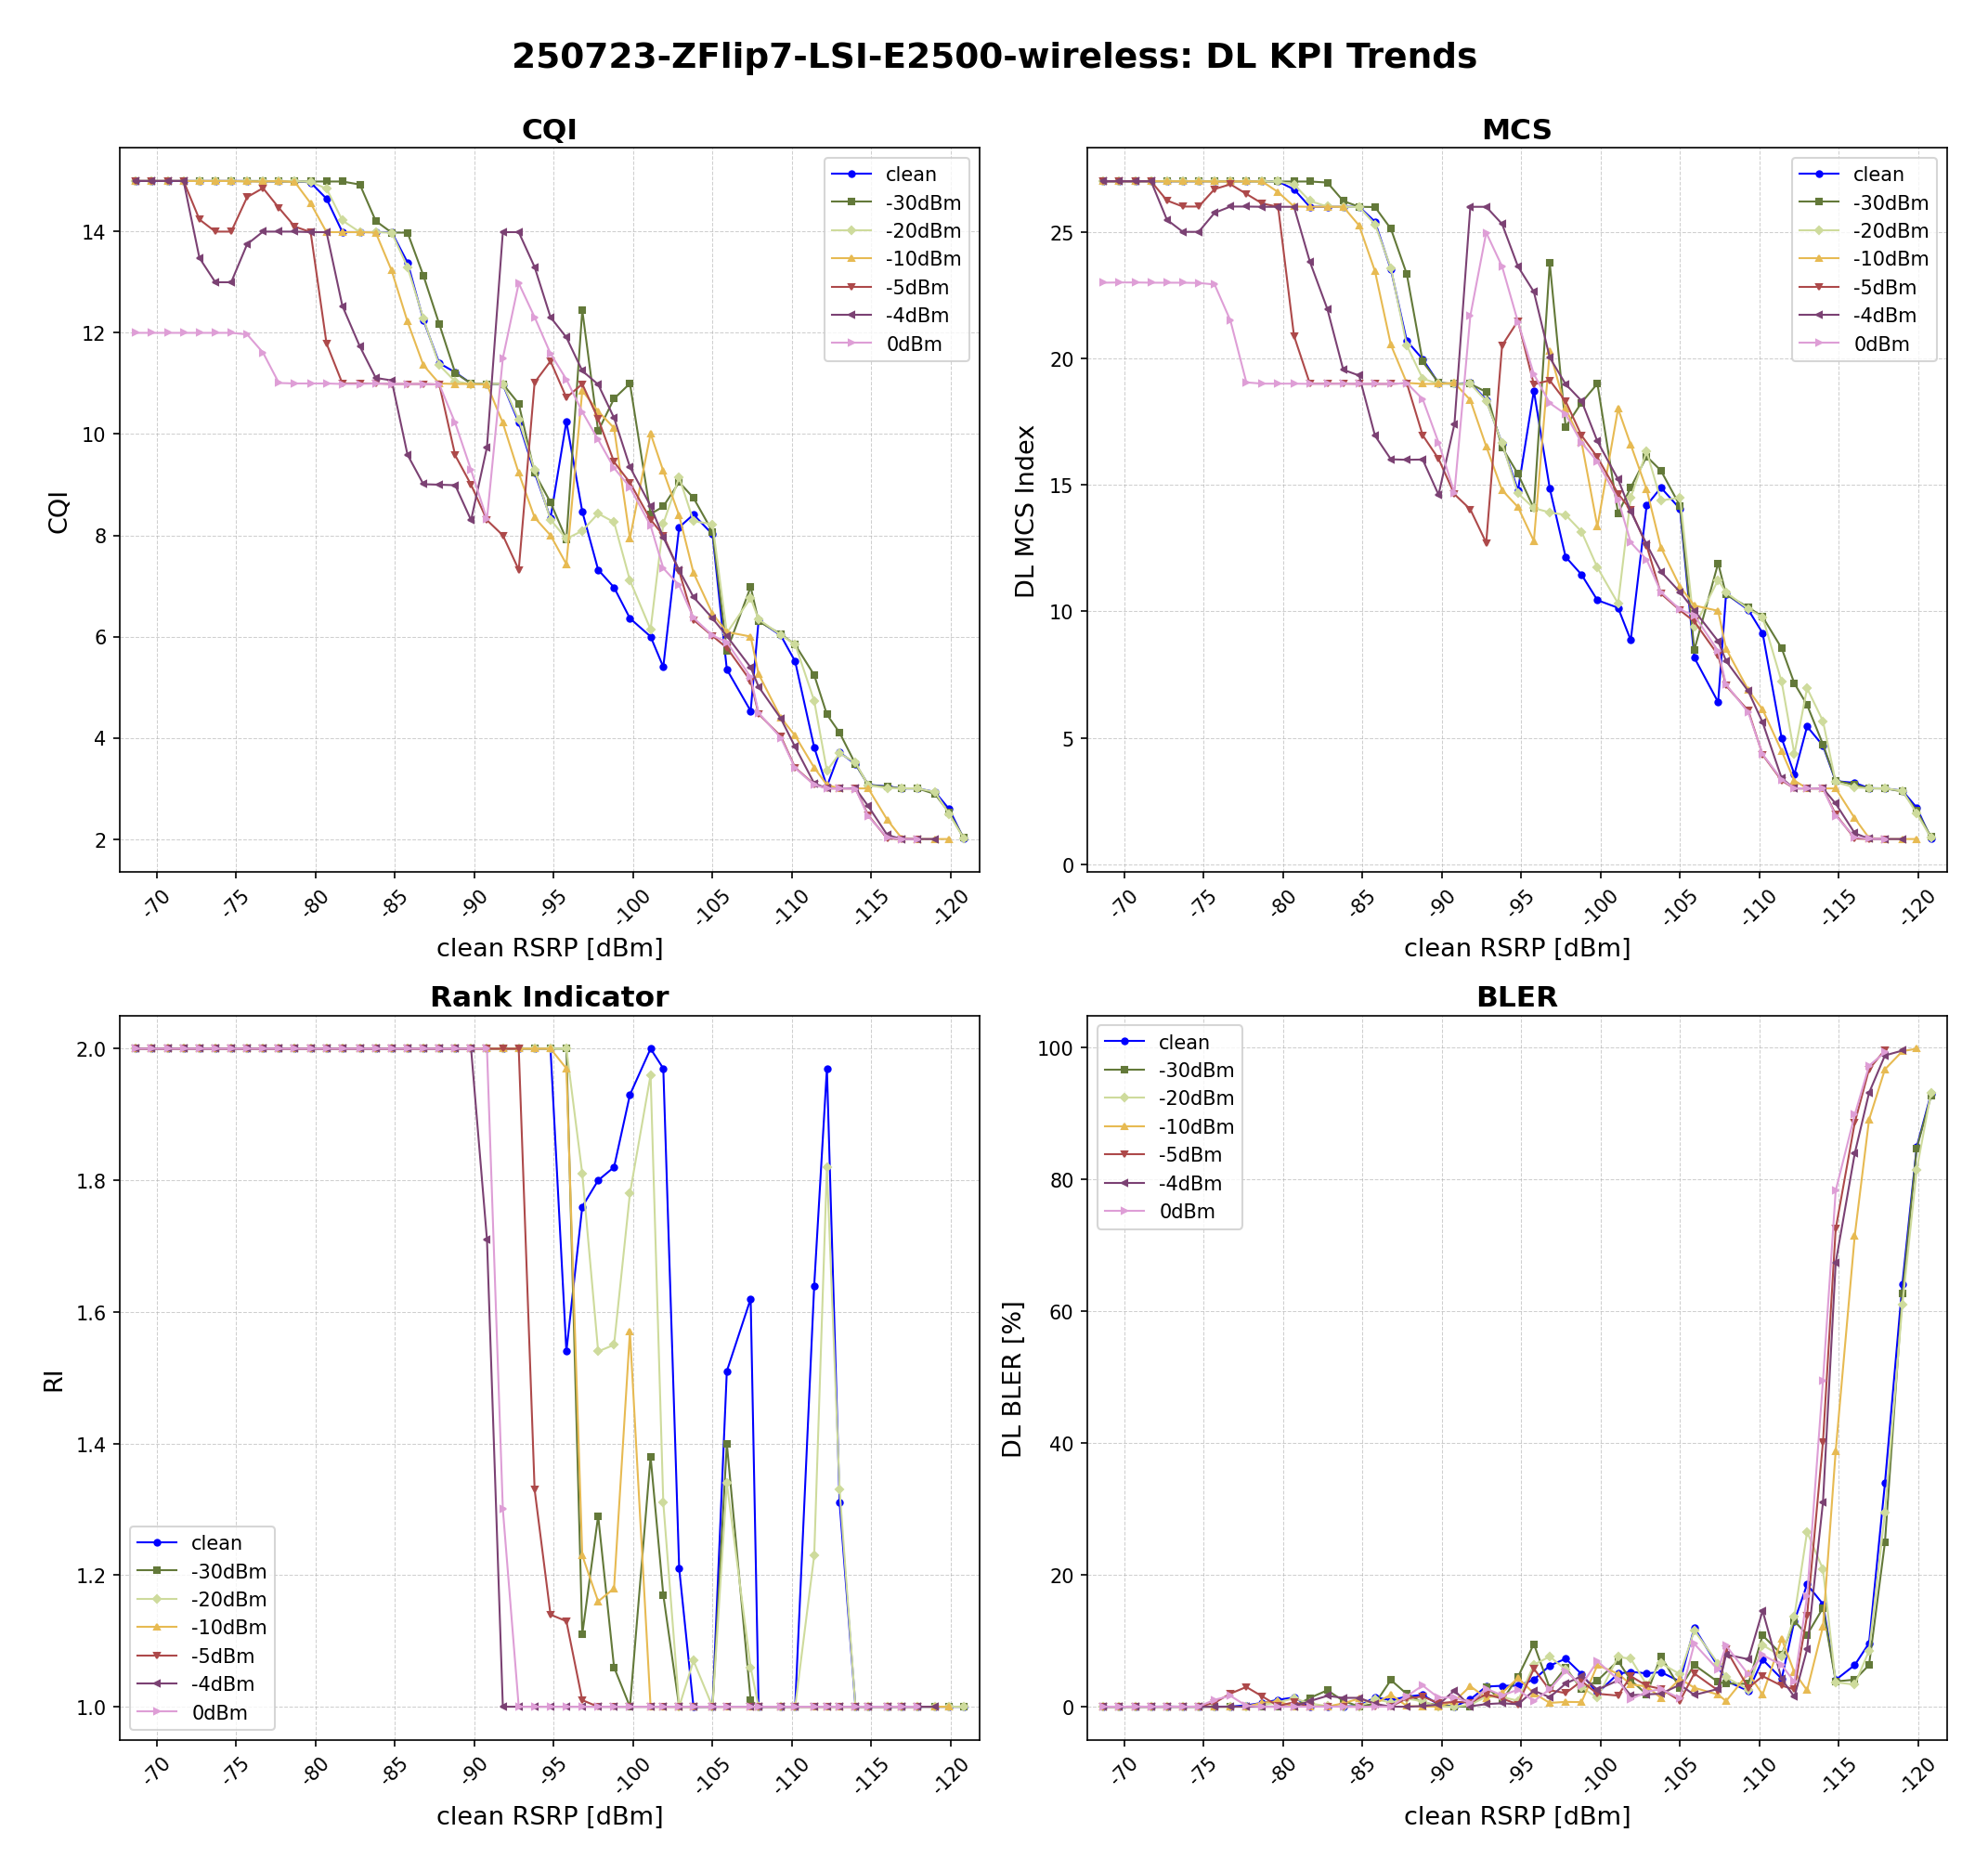 250723-ZFlip7-LSI-E2500-wireless: DL KPI Trends
CQI
CQI
14
12
10
8
6
4
2
clean
-30dBm
-20dBm
-10dBm
-5dBm
-4dBm
0dBm
-70
-75
-80
-85
-90
-95
-100
-105
-110
-115
-120
clean RSRP [dBm]
MCS
DL MCS Index
25
20
15
10
5
0
clean
-30dBm
-20dBm
-10dBm
-5dBm
-4dBm
0dBm
-70
-75
-80
-85
-90
-95
-100
-105
-110
-115
-120
clean RSRP [dBm]
Rank Indicator
RI
2.0
1.8
1.6
1.4
1.2
1.0
clean
-30dBm
-20dBm
-10dBm
-5dBm
-4dBm
0dBm
-70
-75
-80
-85
-90
-95
-100
-105
-110
-115
-120
clean RSRP [dBm]
BLER
DL BLER [%]
100
80
60
40
20
0
clean
-30dBm
-20dBm
-10dBm
-5dBm
-4dBm
0dBm
-70
-75
-80
-85
-90
-95
-100
-105
-110
-115
-120
clean RSRP [dBm]